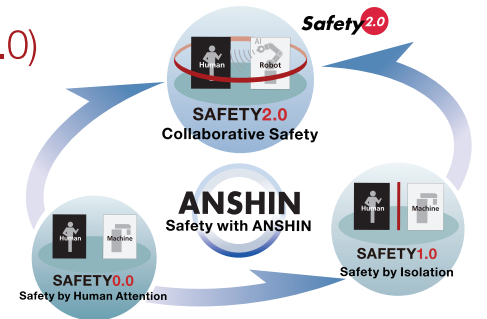 .0)
Safety2.0
AI
Human
Robot
SAFETY2.0
Collaborative Safety
ANSHIN
Safety with ANSHIN
Human
Machine
SAFETY0.0
Safety by Human Attention
Human
Machine
SAFETY1.0
Safety by Isolation